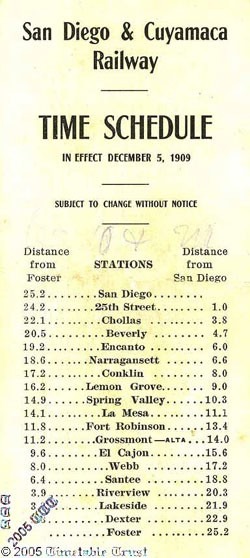 San Diego & Cuyamaca
Railway
TIME SCHEDULE
IN EFFECT DECEMBER 5, 1909
SUBJECT TO CHANGE WITHOUT NOTICE
Distance from Foster STATIONS Distance from San Diego
25.2........San Diego........
24.2........25th Street.... 1.0
22.1........Chollas........ 3.8
20.5........Beverly........ 4.7
19.2........Encanto........ 6.0
18.6......Narragansett..... 6.6
17.2........Conklin........ 8.0
16.2......Lemon Grove...... 9.0
14.9.....Spring Valley.....10.3
14.1........La Mesa........11.1
11.8......Fort Robinson....13.4
11.2......Grossmont—ALTA...14.0
9.6........El Cajon........15.6
8.0..........Webb..........17.2
6.4.........Santee.........18.8
3.9........Riverview.......20.3
3.........Lakeside.........21.9
Dexter........22.9
Foster........25.2
2005 TTT
© 2005 Timetable Trust